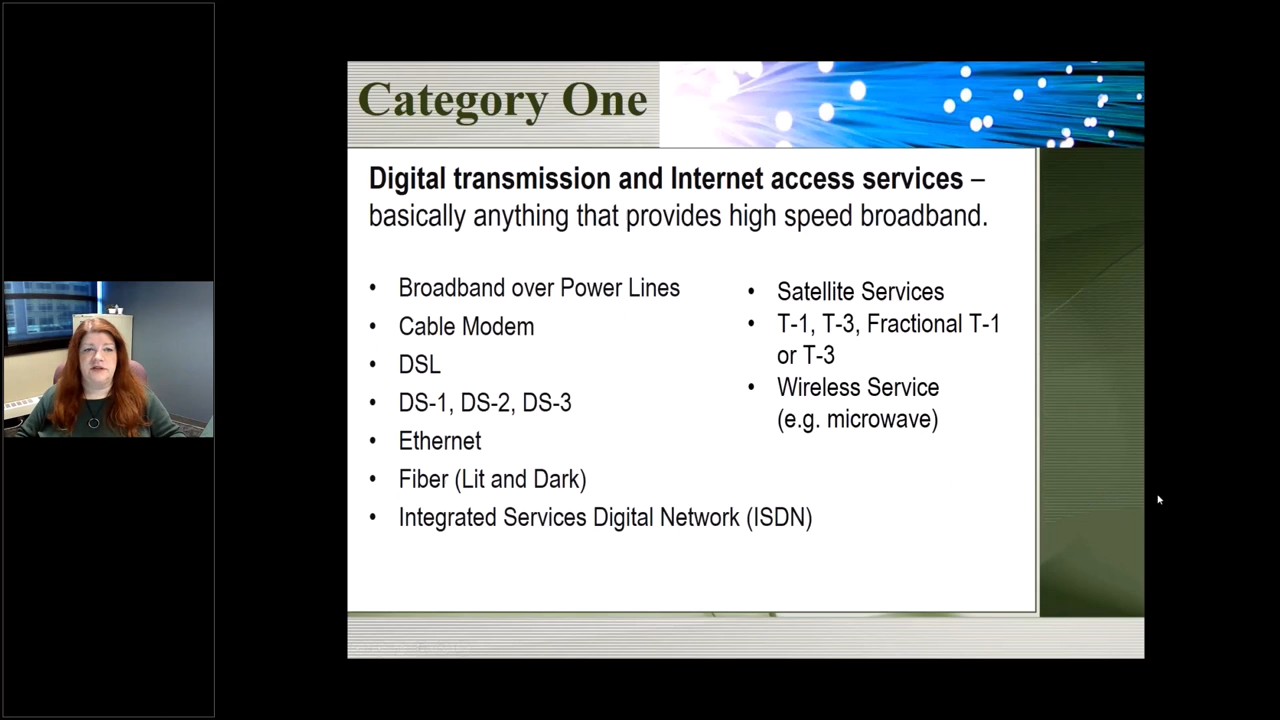 Category One
Digital transmission and Internet access services –
basically anything that provides high speed broadband.
• Broadband over Power Lines
• Cable Modem
• DSL
• DS-1, DS-2, DS-3
• Ethernet
• Fiber (Lit and Dark)
• Integrated Services Digital Network (ISDN)
• Satellite Services
• T-1, T-3, Fractional T-1
or T-3
• Wireless Service
(e.g. microwave)